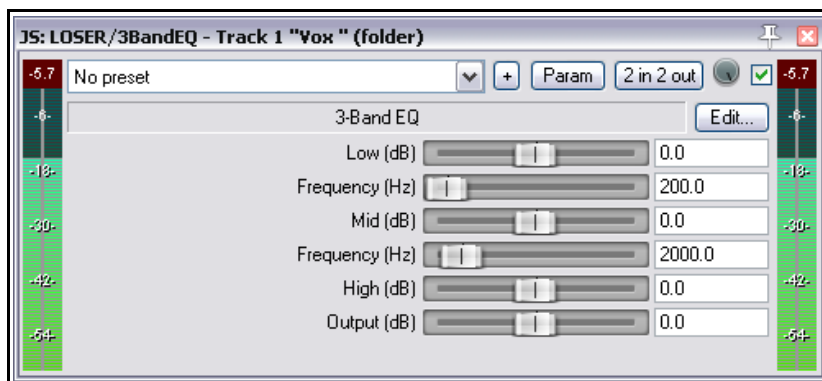 JS: LOSER/3BandEQ - Track 1 "Vox " (folder)
-5.7 No preset + Param 2 in 2 out -5.7
-6- 3-Band EQ Edit... -6-
Low (dB) 0.0
-18- Frequency (Hz) 200.0 -18-
Mid (dB) 0.0
-30- Frequency (Hz) 2000.0 -30-
-42- High (dB) 0.0 -42-
Output (dB) 0.0
-54- -54-